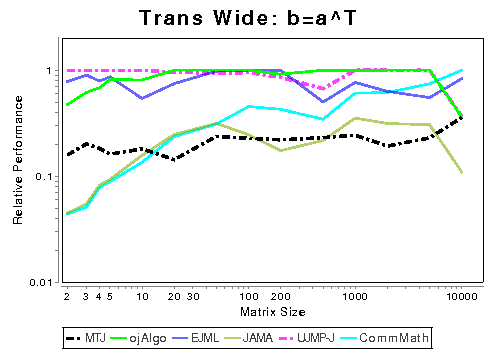 Trans Wide: b=a^T
1
0.1
0.01
Relative Performance
2 3 4 5 10 20 30 100 200 1000 2000 10000
Matrix Size
MTJ ojAlgo EJML JAMA UJMP-J CommMath